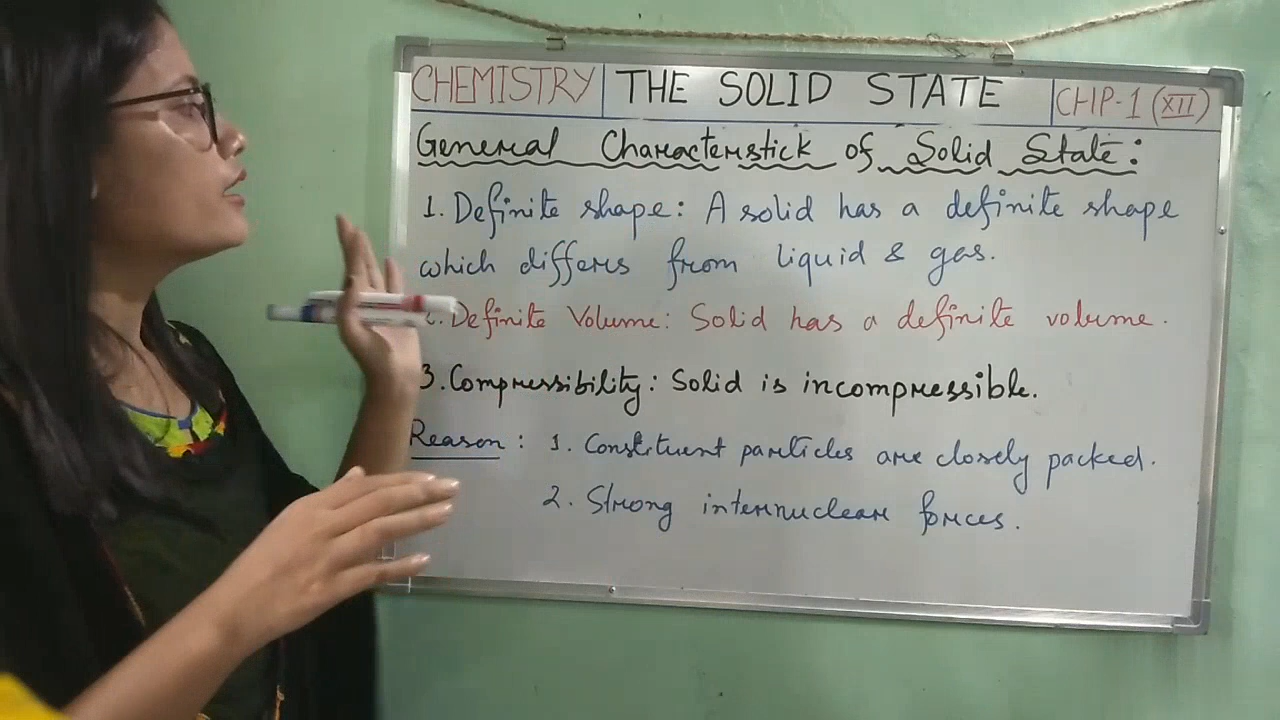 CHEMISTRY THE SOLID STATE CHP-1 (XII)
General Characteristick of Solid State:
1. Definite shape: A solid has a definite shape
which differs from liquid & gas.
2. Definite Volume: Solid has a definite volume.
3. Compressibility: Solid is incompressible.
Reason: 1. Constituent particles are closely packed.
2. Strong internuclear forces.